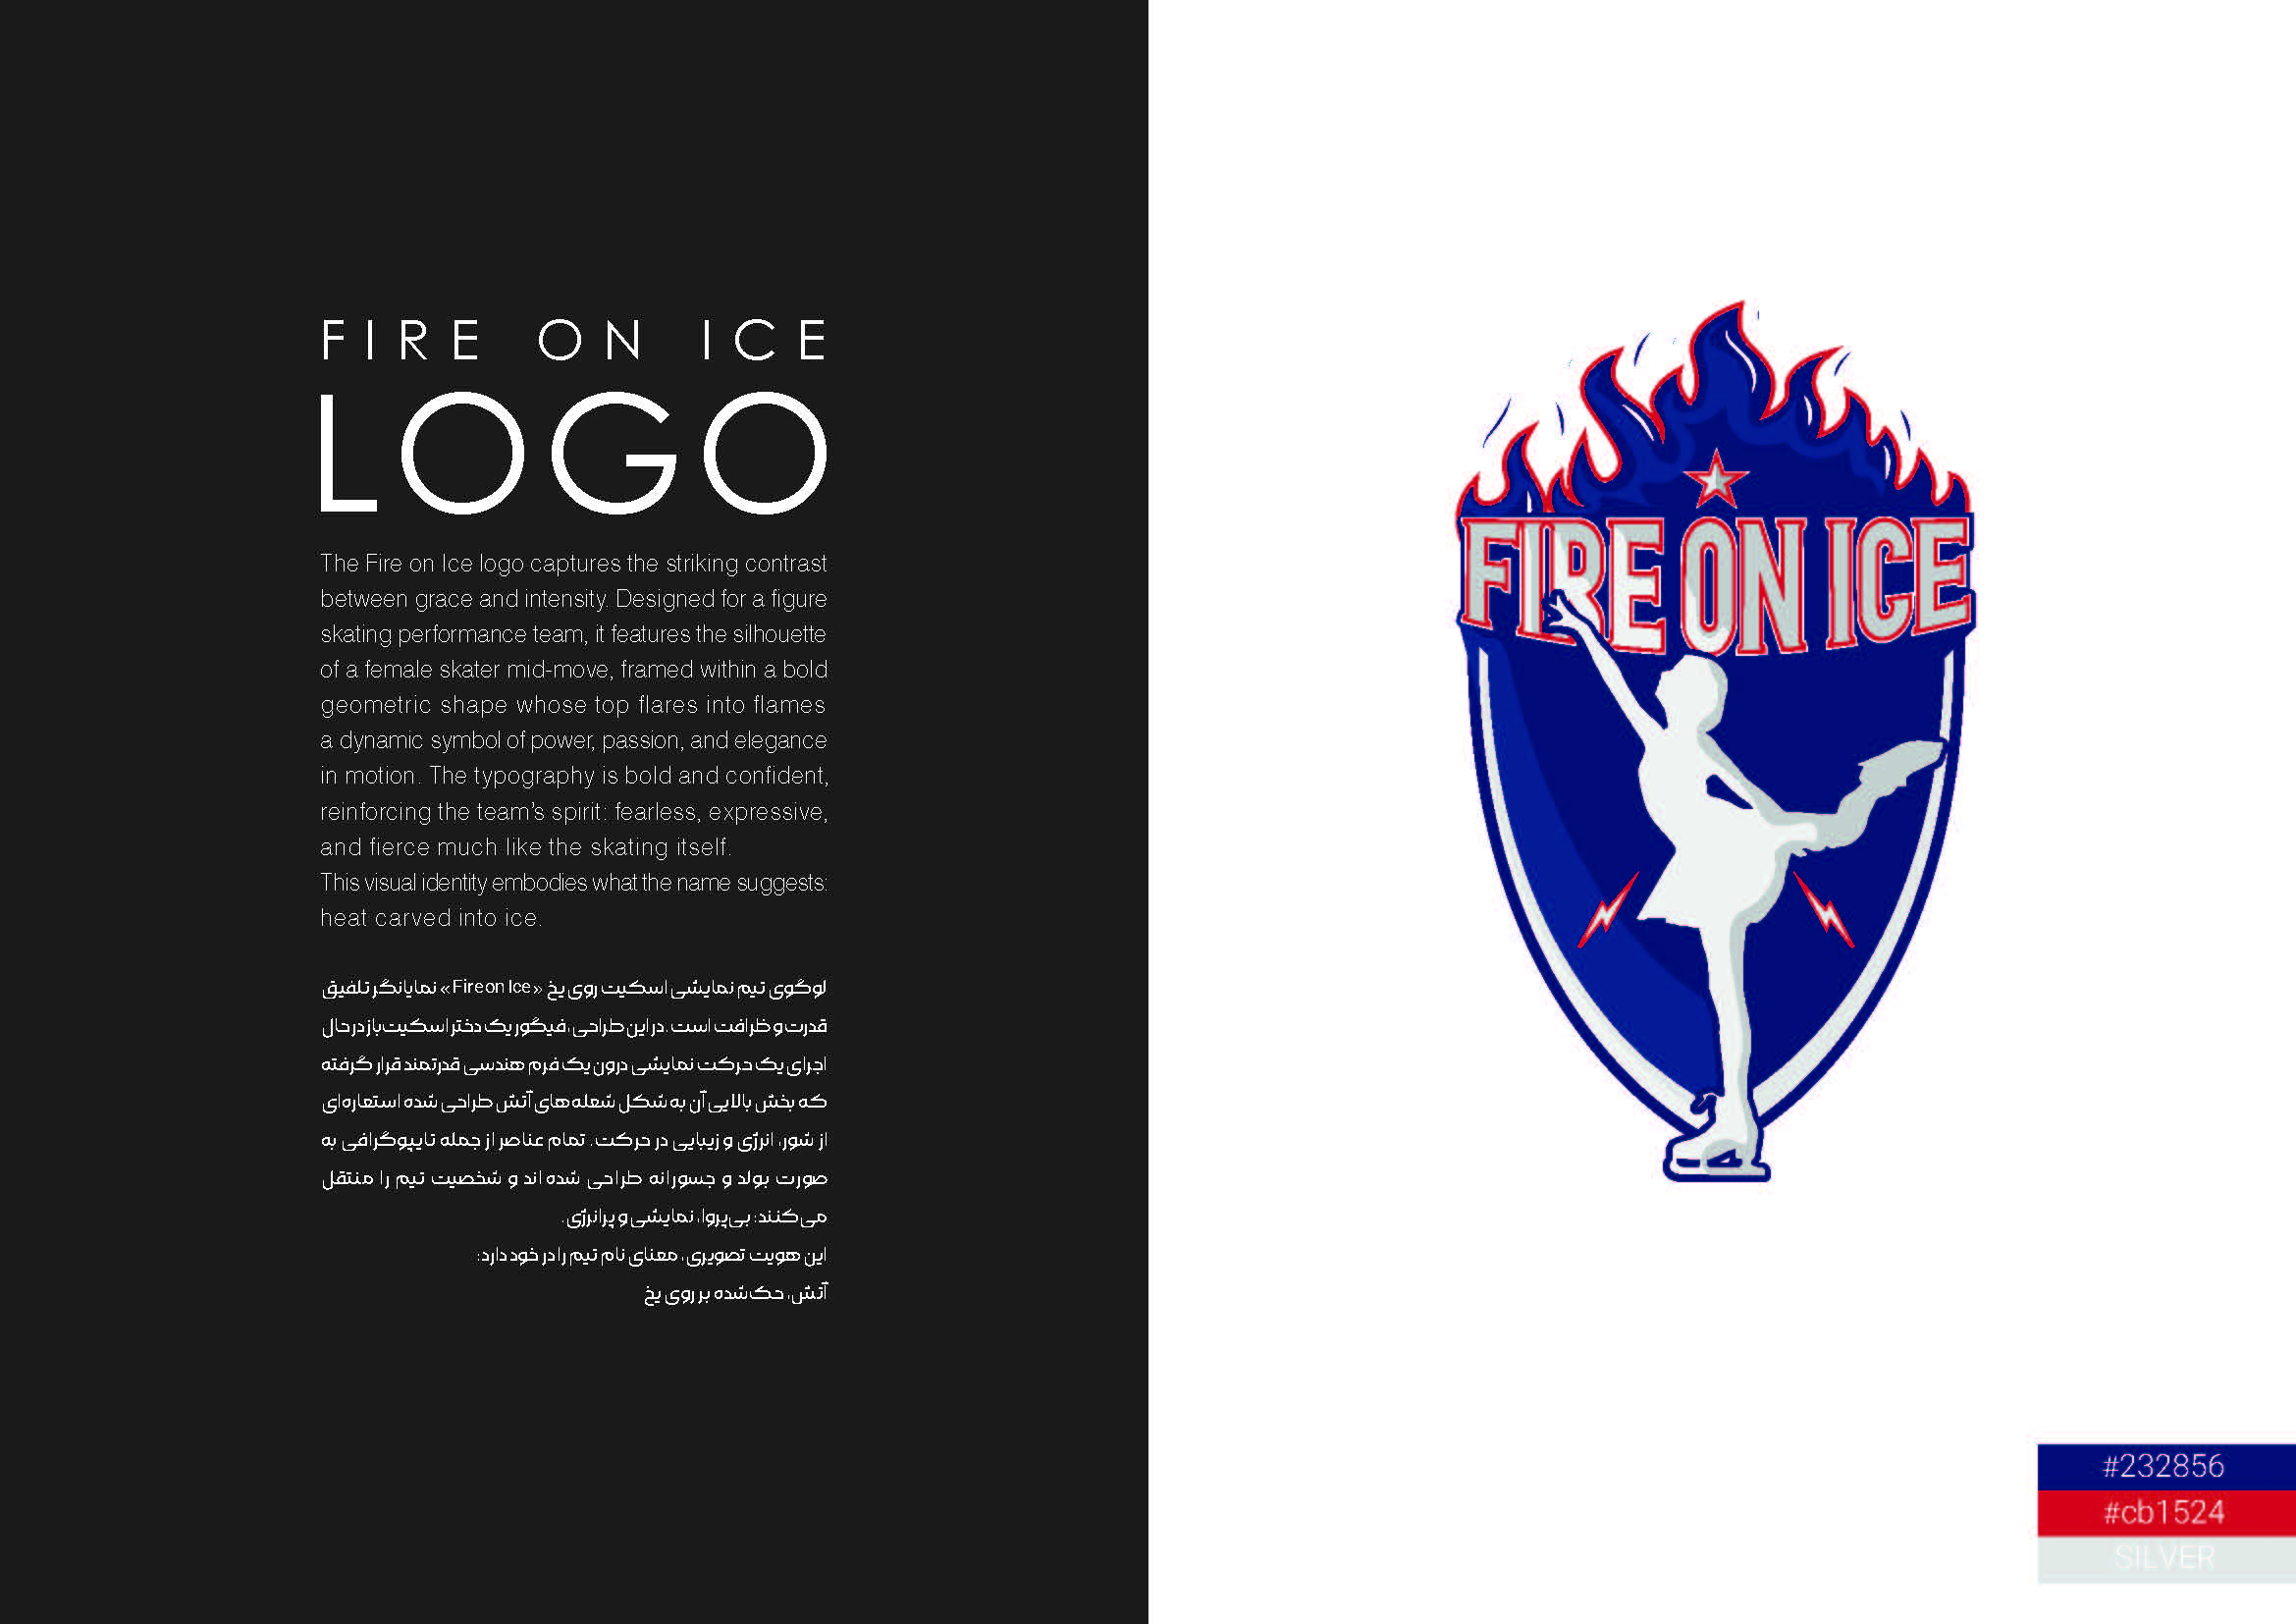 FIRE ON ICE
LOGO
The Fire on Ice logo captures the striking contrast
between grace and intensity. Designed for a figure
skating performance team, it features the silhouette
of a female skater mid-move, framed within a bold
geometric shape whose top flares into flames
a dynamic symbol of power, passion, and elegance
in motion. The typography is bold and confident,
reinforcing the team's spirit: fearless, expressive,
and fierce much like the skating itself.
This visual identity embodies what the name suggests:
heat carved into ice.
لوگوی تیم نمایشی اسکیت روی یخ «Fire on Ice» نمایانگر تلفیق
قدرت و ظرافت است. در این طراحی، فیگور یک دختر اسکیت‌باز در حال
اجرای یک حرکت نمایشی درون یک فرم هندسی قدرتمند قرار گرفته
که بخش بالایی آن به شکل شعله‌های آتش طراحی شده استعاره‌ای
از شور، انرژی و زیبایی در حرکت. تمام عناصر از جمله تایپوگرافی به
صورت بولد و جسورانه طراحی شده اند و شخصیت تیم را منتقل
می‌کنند: بی‌پروا، نمایشی و پرانرژی.
این هویت تصویری، معنای نام تیم را در خود دارد:
آتش، حک‌شده بر روی یخ
FIRE ON ICE
#232856
#cb1524
SILVER